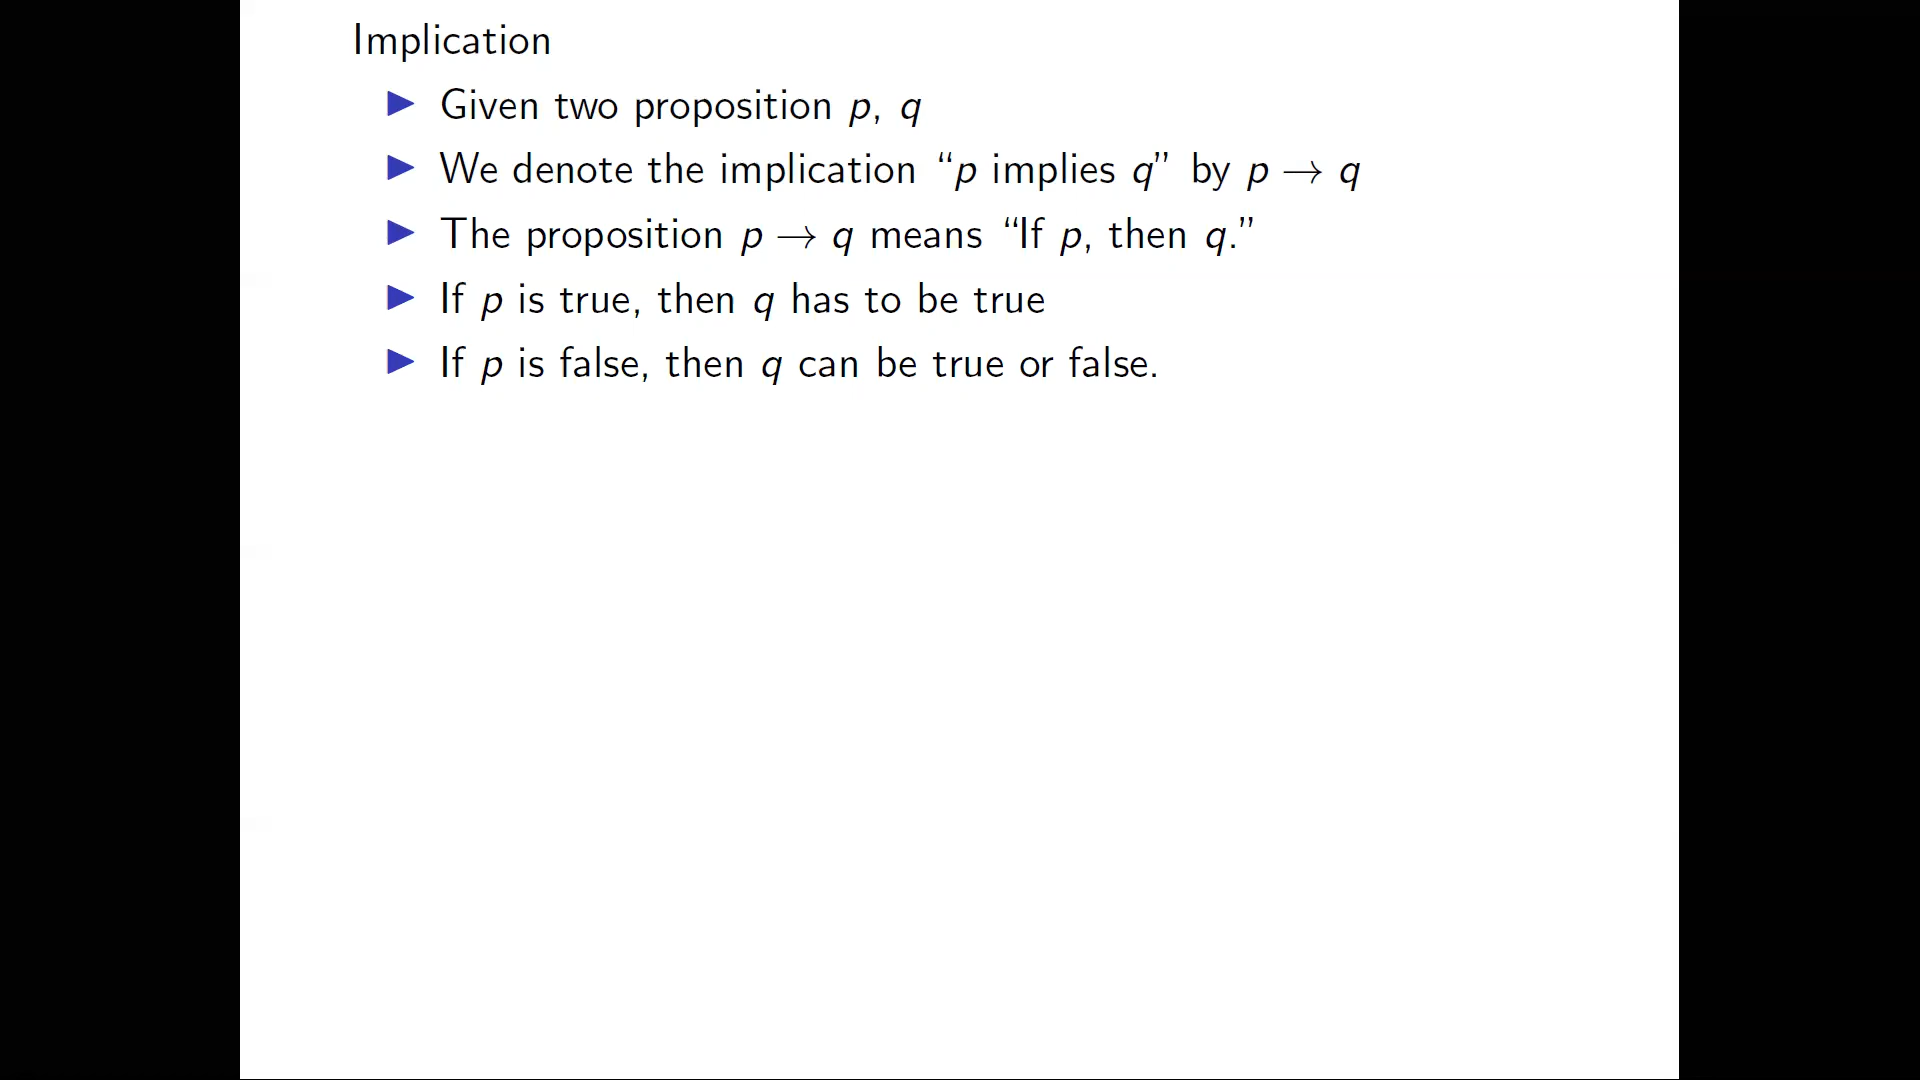 Implication
▶ Given two proposition p, q
▶ We denote the implication “p implies q” by p → q
▶ The proposition p → q means “If p, then q.”
▶ If p is true, then q has to be true
▶ If p is false, then q can be true or false.